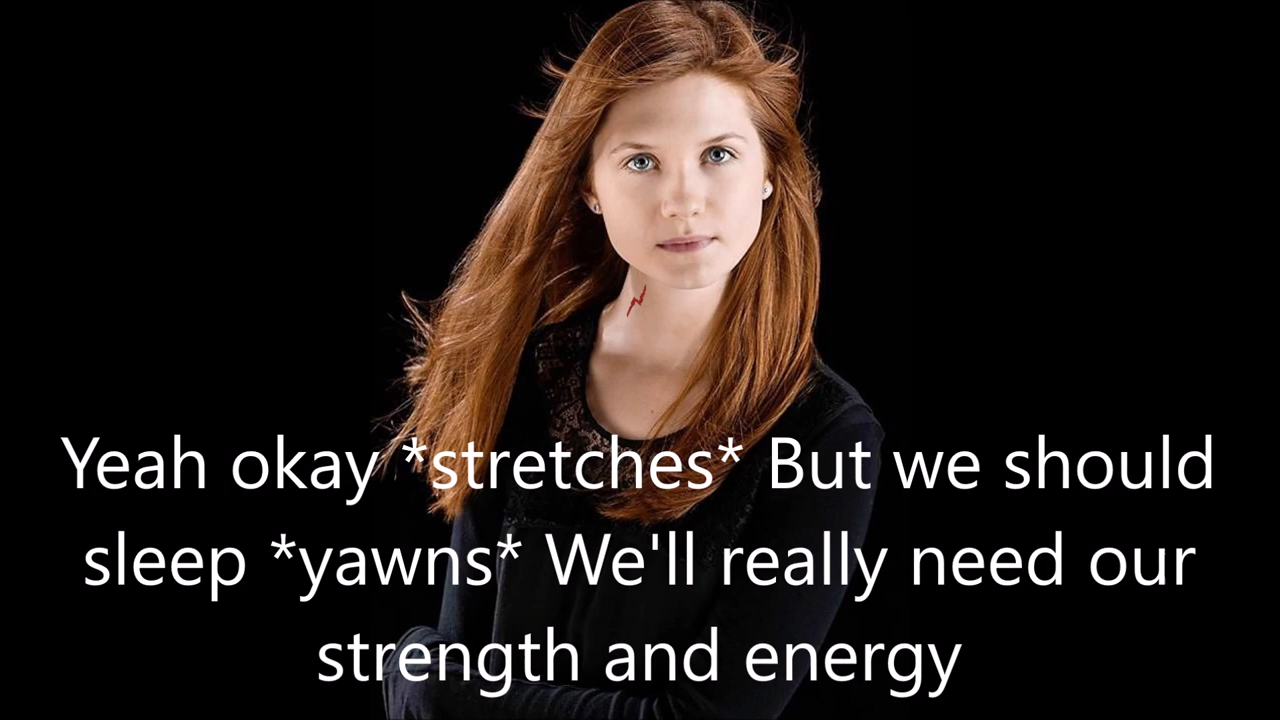 Yeah okay *stretches* But we should
sleep *yawns* We'll really need our
strength and energy